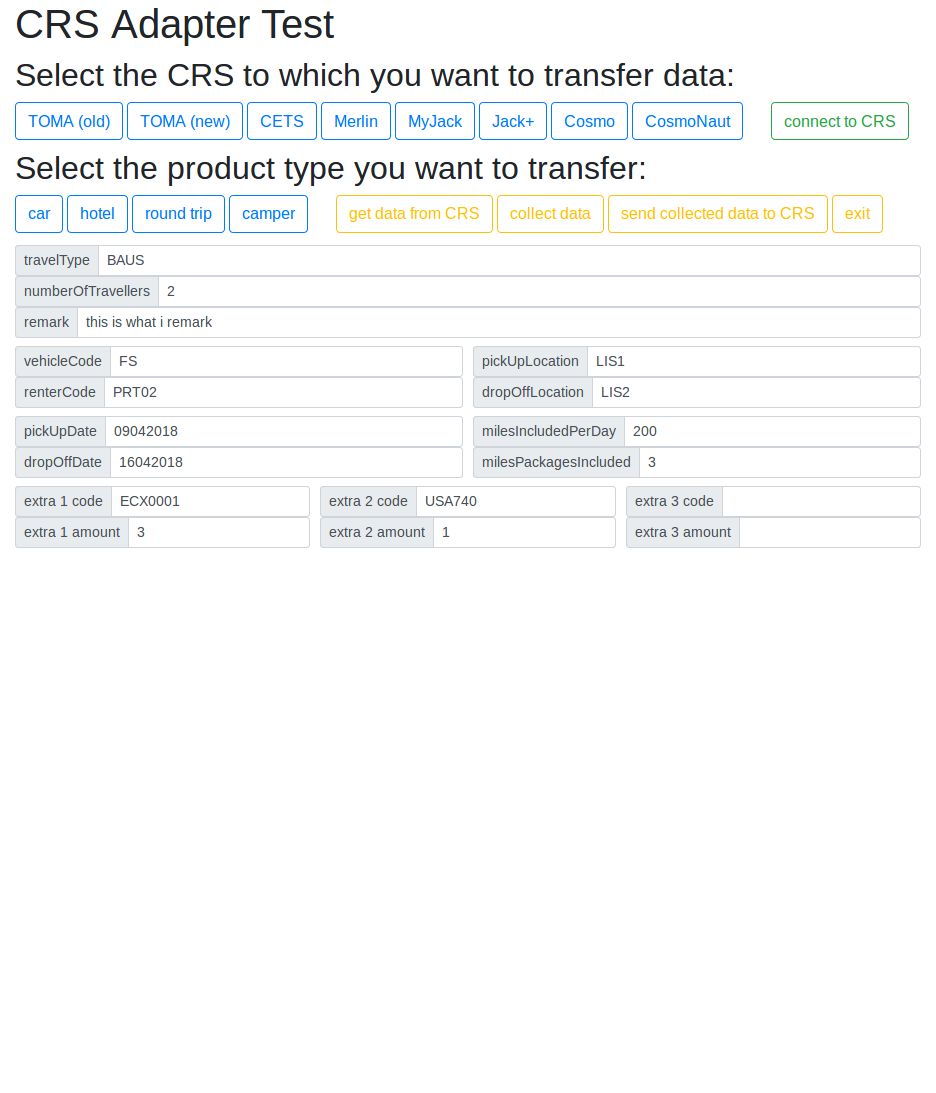 CRS Adapter Test
Select the CRS to which you want to transfer data:
TOMA (old) TOMA (new) CETS Merlin MyJack Jack+ Cosmo CosmoNaut connect to CRS
Select the product type you want to transfer:
car hotel round trip camper get data from CRS collect data send collected data to CRS exit
travelType BAUS
numberOfTravellers 2
remark this is what i remark
vehicleCode FS pickUpLocation LIS1
renterCode PRT02 dropOffLocation LIS2
pickUpDate 09042018 milesIncludedPerDay 200
dropOffDate 16042018 milesPackagesIncluded 3
extra 1 code ECX0001 extra 2 code USA740 extra 3 code
extra 1 amount 3 extra 2 amount 1 extra 3 amount